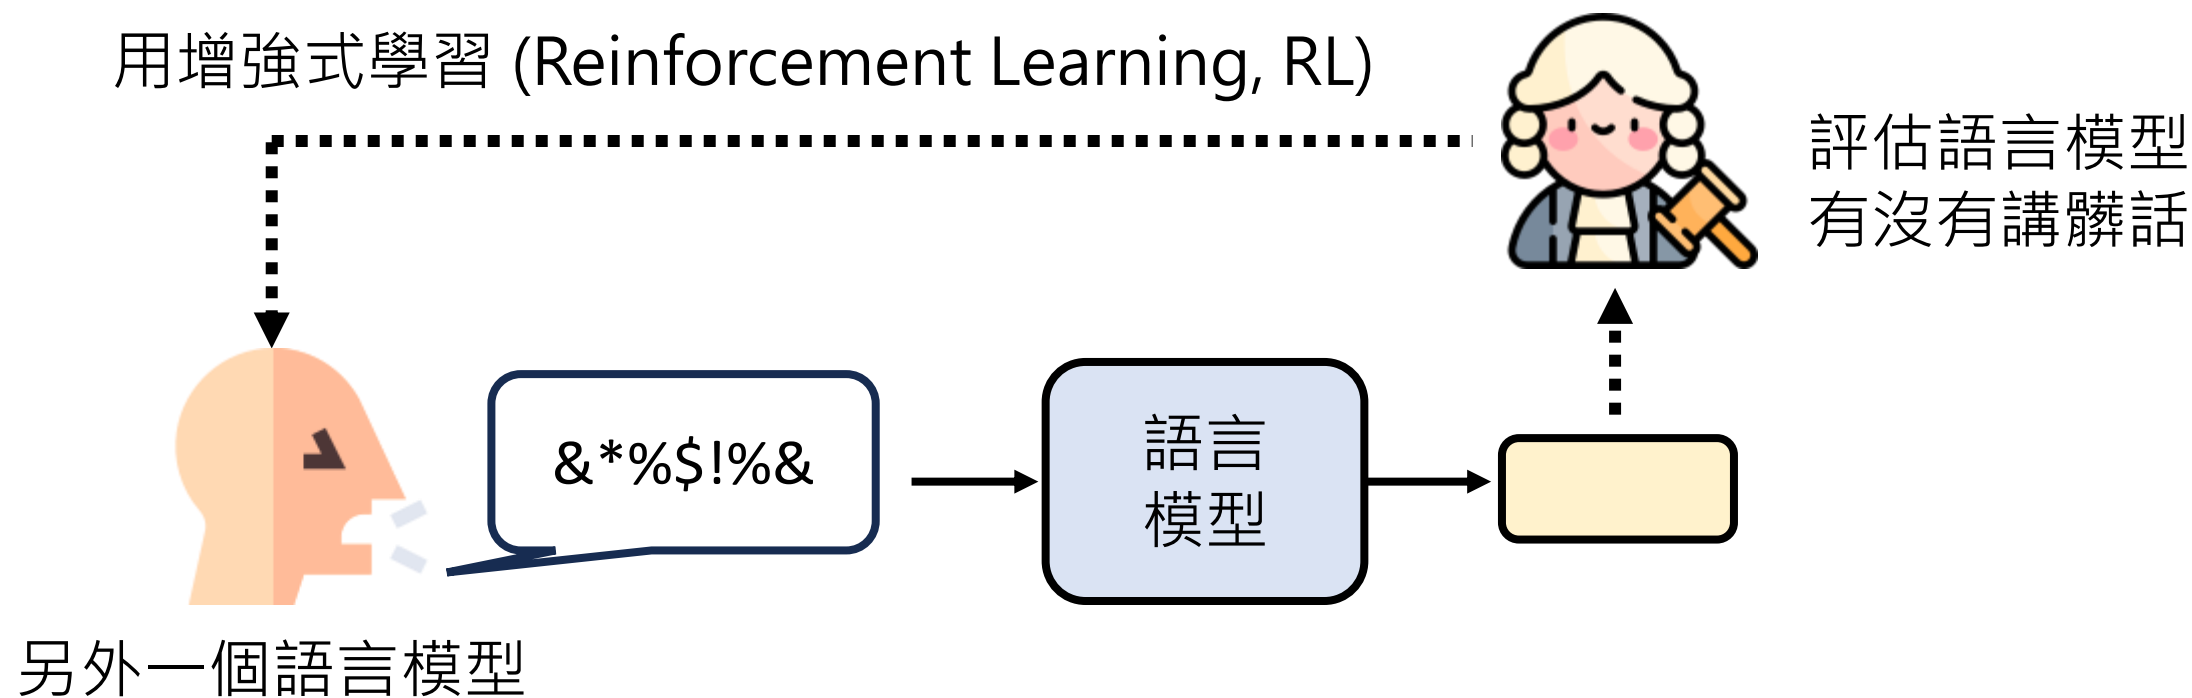 用增強式學習 (Reinforcement Learning, RL)
評估語言模型
有沒有講髒話
&*%$!%&
語言
模型
另外一個語言模型